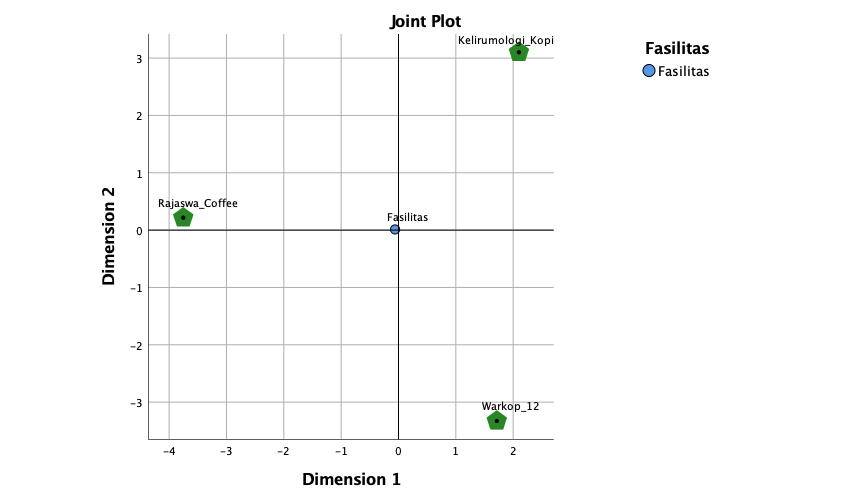 Joint Plot
Kelirumologi_Kopi
Fasilitas
Fasilitas
3
2
1
Rajaswa_Coffee
Fasilitas
0
Dimension 2
-1
-2
-3
Warkop_12
-4 -3 -2 -1 0 1 2
Dimension 1